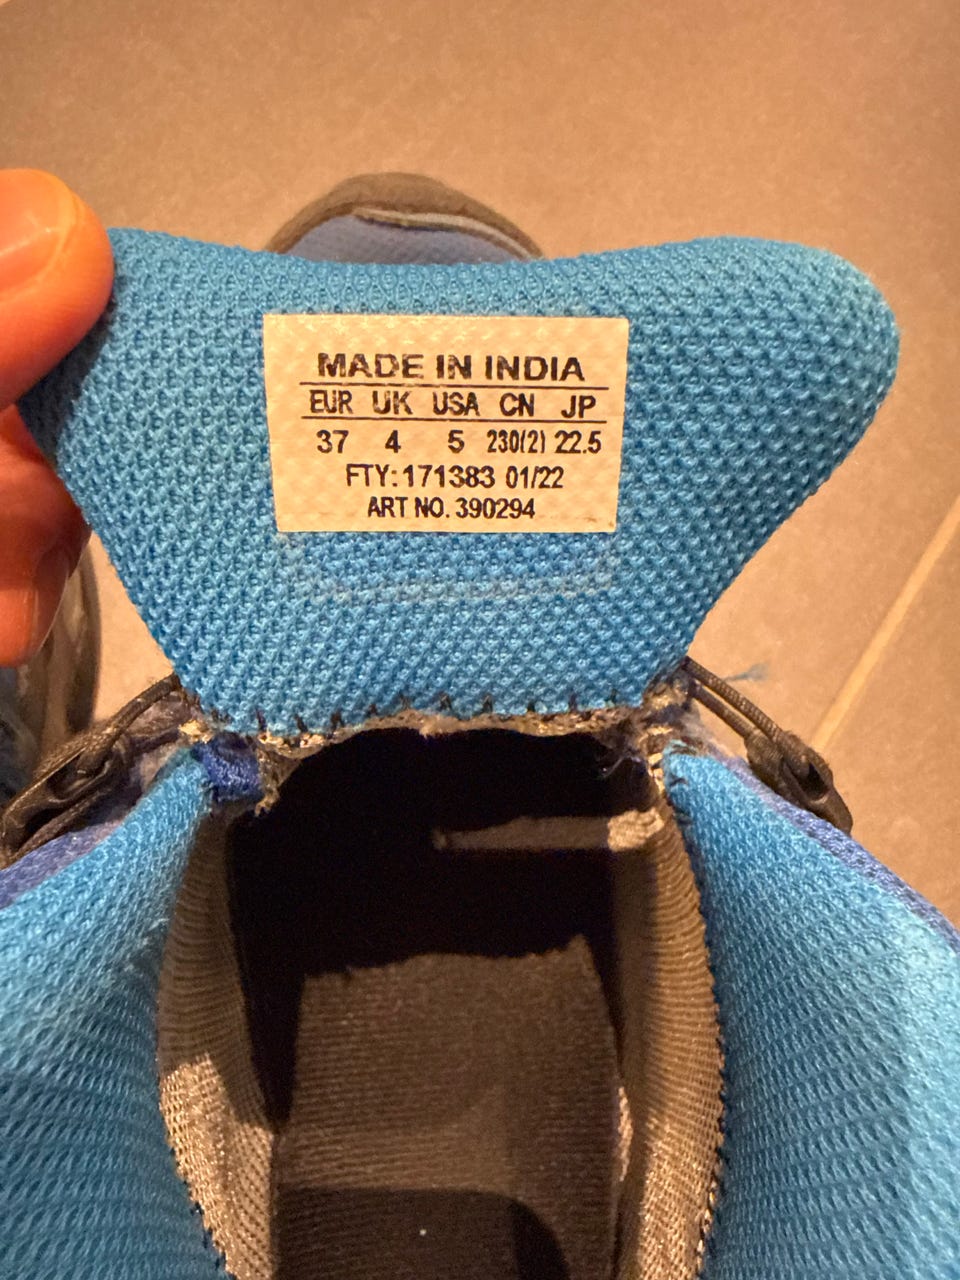 MADE IN INDIA
EUR UK USA CN JP
37 4 5 230(2) 22.5
FTY: 171383 01/22
ART NO. 390294